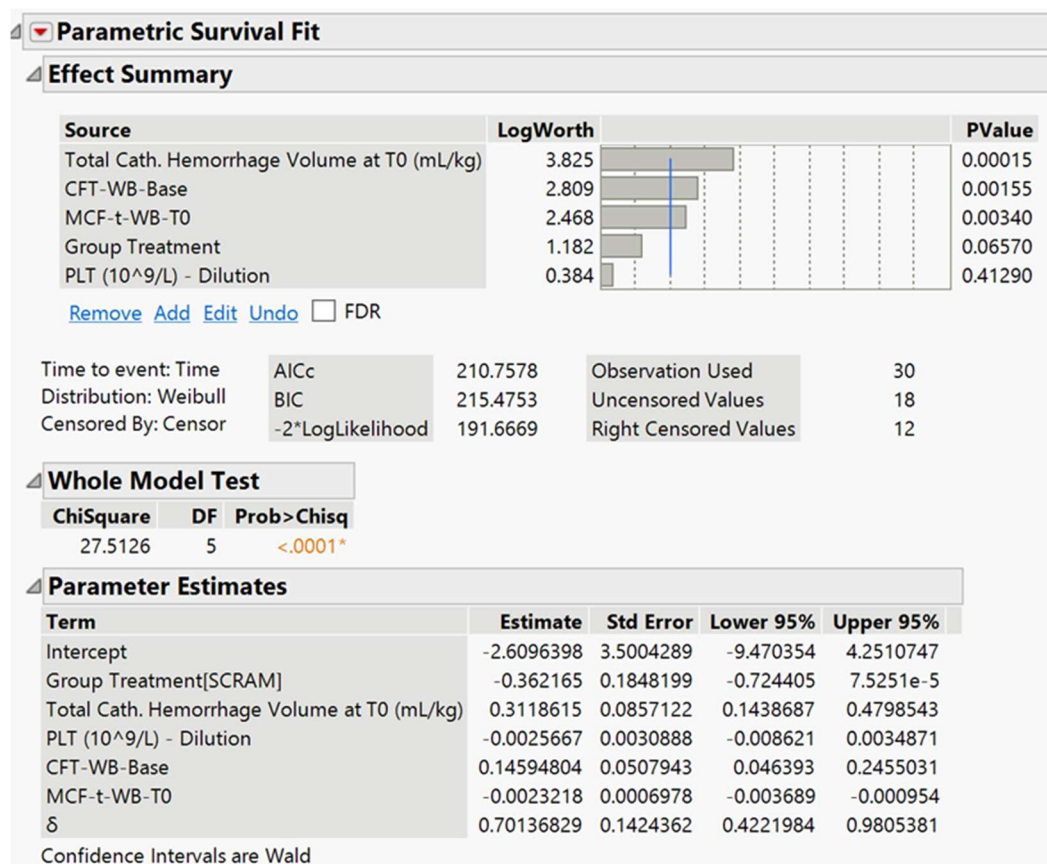 Parametric Survival Fit
Effect Summary
Source LogWorth PValue
Total Cath. Hemorrhage Volume at T0 (mL/kg) 3.825 0.00015
CFT-WB-Base 2.809 0.00155
MCF-t-WB-T0 2.468 0.00340
Group Treatment 1.182 0.06570
PLT (10^9/L) - Dilution 0.384 0.41290
Remove Add Edit Undo FDR
Time to event: Time AICc 210.7578 Observation Used 30
Distribution: Weibull BIC 215.4753 Uncensored Values 18
Censored By: Censor -2*LogLikelihood 191.6669 Right Censored Values 12
Whole Model Test
ChiSquare DF Prob>Chisq
27.5126 5 <.0001*
Parameter Estimates
Term Estimate Std Error Lower 95% Upper 95%
Intercept -2.6096398 3.5004289 -9.470354 4.2510747
Group Treatment[SCRAM] -0.362165 0.1848199 -0.724405 7.5251e-5
Total Cath. Hemorrhage Volume at T0 (mL/kg) 0.3118615 0.0857122 0.1438687 0.4798543
PLT (10^9/L) - Dilution -0.0025667 0.0030888 -0.008621 0.0034871
CFT-WB-Base 0.14594804 0.0507943 0.046393 0.2455031
MCF-t-WB-T0 -0.0023218 0.0006978 -0.003689 -0.000954
δ 0.70136829 0.1424362 0.4221984 0.9805381
Confidence Intervals are Wald